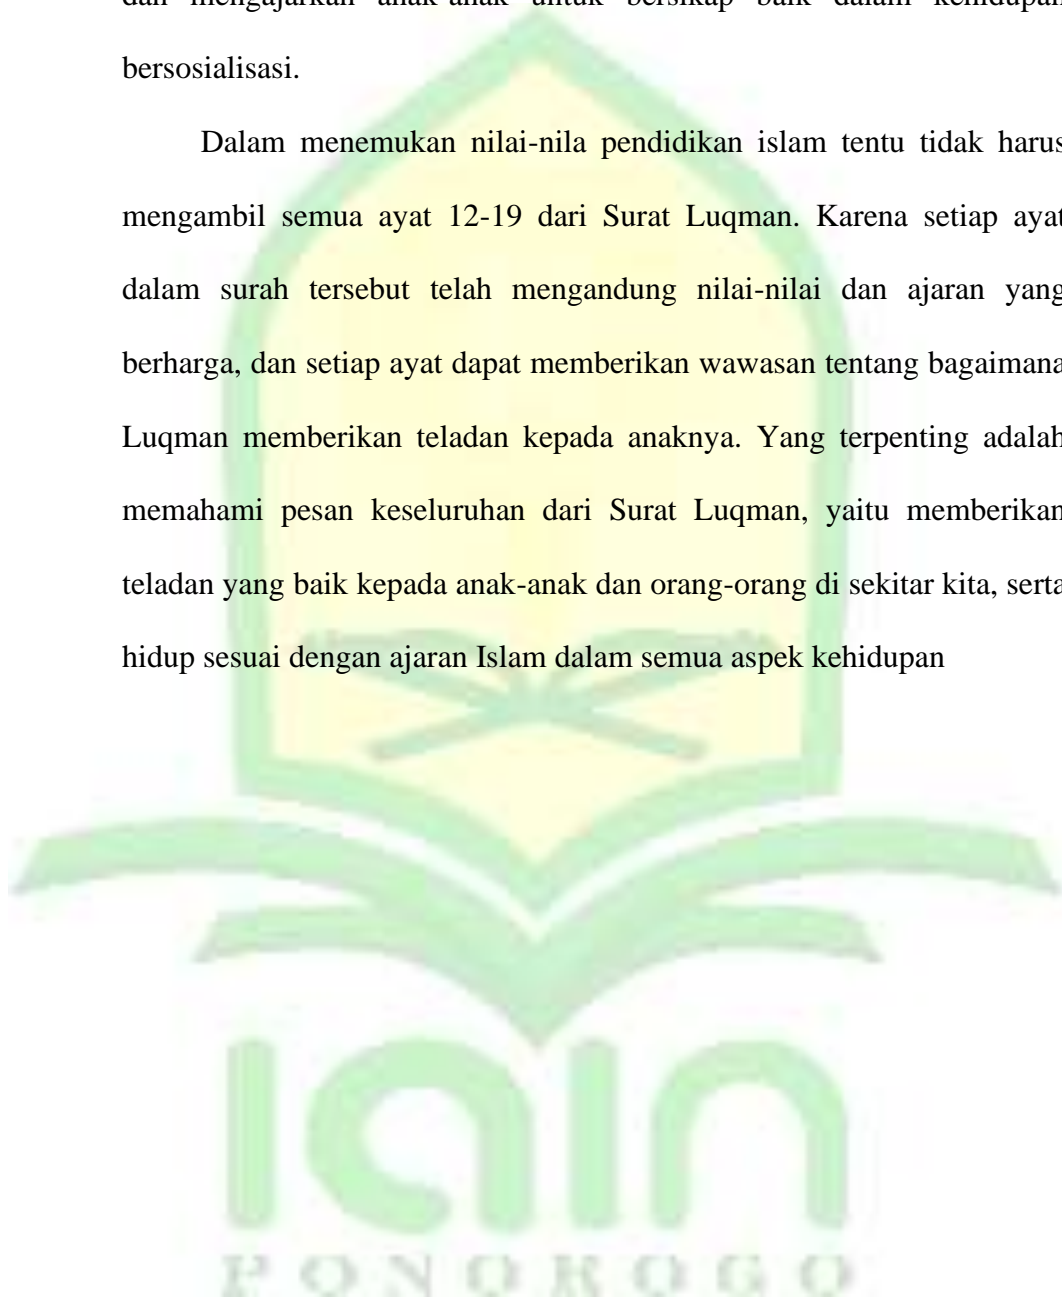 dan mengajarkan anak-anak untuk bersikap baik dalam kehidupan
bersosialisasi.
Dalam menemukan nilai-nila pendidikan islam tentu tidak harus
mengambil semua ayat 12-19 dari Surat Luqman. Karena setiap ayat
dalam surah tersebut telah mengandung nilai-nilai dan ajaran yang
berharga, dan setiap ayat dapat memberikan wawasan tentang bagaimana
Luqman memberikan teladan kepada anaknya. Yang terpenting adalah
memahami pesan keseluruhan dari Surat Luqman, yaitu memberikan
teladan yang baik kepada anak-anak dan orang-orang di sekitar kita, serta
hidup sesuai dengan ajaran Islam dalam semua aspek kehidupan
iain
PONOROGO